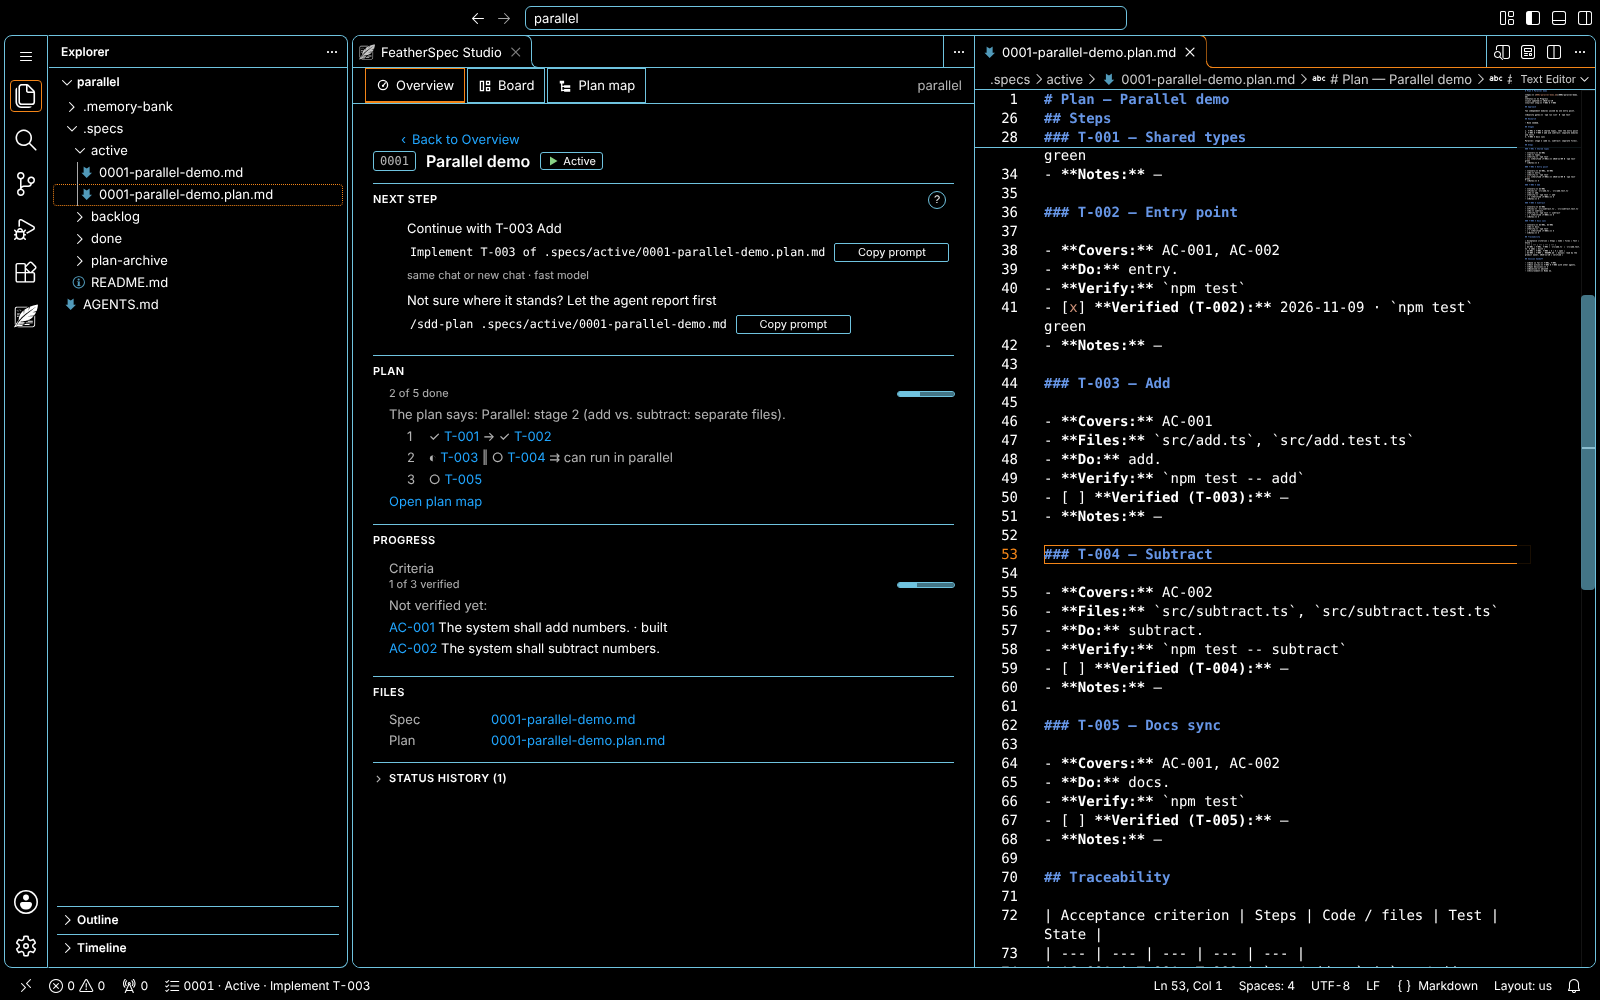 parallel
Explorer
parallel
.memory-bank
.specs
active
0001-parallel-demo.md
0001-parallel-demo.plan.md
backlog
done
plan-archive
README.md
AGENTS.md
Outline
Timeline
FeatherSpec Studio
Overview
Board
Plan map
parallel
‹ Back to Overview
0001 Parallel demo Active
NEXT STEP
?
Continue with T-003 Add
Implement T-003 of .specs/active/0001-parallel-demo.plan.md
Copy prompt
same chat or new chat · fast model
Not sure where it stands? Let the agent report first
/sdd-plan .specs/active/0001-parallel-demo.md
Copy prompt
PLAN
2 of 5 done
The plan says: Parallel: stage 2 (add vs. subtract: separate files).
1 ✓ T-001 → ✓ T-002
2 T-003 ‖ ○ T-004 ⇉ can run in parallel
3 ○ T-005
Open plan map
PROGRESS
Criteria
1 of 3 verified
Not verified yet:
AC-001 The system shall add numbers. · built
AC-002 The system shall subtract numbers.
FILES
Spec 0001-parallel-demo.md
Plan 0001-parallel-demo.plan.md
STATUS HISTORY (1)
0001-parallel-demo.plan.md
.specs > active > 0001-parallel-demo.plan.md > # Plan — Parallel demo > Text Editor
1 # Plan — Parallel demo
26 ## Steps
28 ### T-001 — Shared types
green
34 - **Notes:** —
35
36 ### T-002 — Entry point
37
38 - **Covers:** AC-001, AC-002
39 - **Do:** entry.
40 - **Verify:** `npm test`
41 - [x] **Verified (T-002):** 2026-11-09 · `npm test`
green
42 - **Notes:** —
43
44 ### T-003 — Add
45
46 - **Covers:** AC-001
47 - **Files:** `src/add.ts`, `src/add.test.ts`
48 - **Do:** add.
49 - **Verify:** `npm test -- add`
50 - [ ] **Verified (T-003):** —
51 - **Notes:** —
52
53 ### T-004 — Subtract
54
55 - **Covers:** AC-002
56 - **Files:** `src/subtract.ts`, `src/subtract.test.ts`
57 - **Do:** subtract.
58 - **Verify:** `npm test -- subtract`
59 - [ ] **Verified (T-004):** —
60 - **Notes:** —
61
62 ### T-005 — Docs sync
63
64 - **Covers:** AC-001, AC-002
65 - **Do:** docs.
66 - **Verify:** `npm test`
67 - [ ] **Verified (T-005):** —
68 - **Notes:** —
69
70 ## Traceability
71
72 | Acceptance criterion | Steps | Code / files | Test |
State |
73 | --- | --- | --- | --- | --- |
0 0 0 0001 · Active · Implement T-003
Ln 53, Col 1 Spaces: 4 UTF-8 LF { } Markdown Layout: us